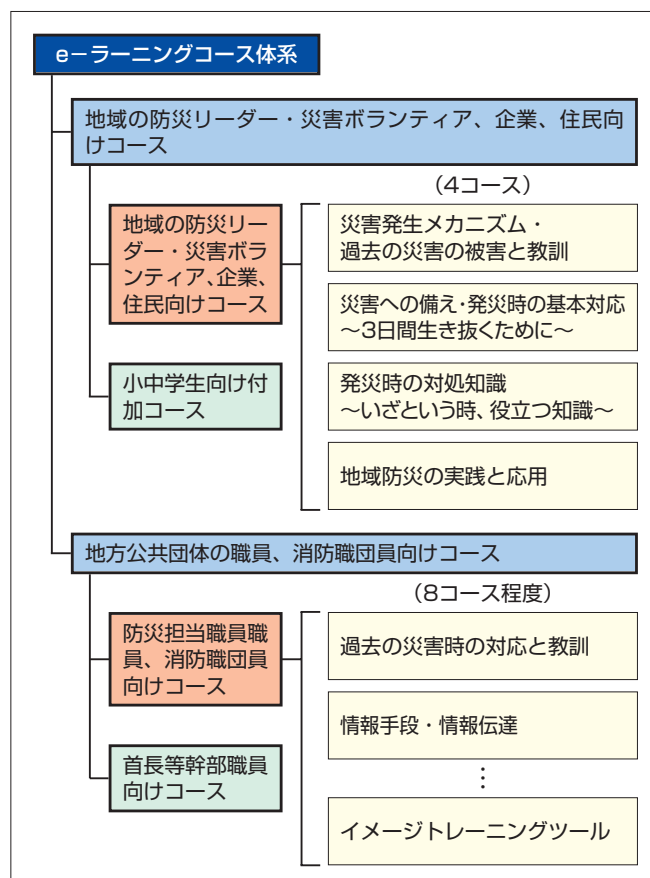 e－ラーニングコース体系
地域の防災リーダー・災害ボランティア、企業、住民向
けコース
（4コース）
地域の防災リー
ダー・災害ボラ
ンティア、企業、
住民向けコース
災害発生メカニズム・
過去の災害の被害と教訓
災害への備え・発災時の基本対応
～3日間生き抜くために～
小中学生向け付
加コース
発災時の対処知識
～いざという時、役立つ知識～
地域防災の実践と応用
地方公共団体の職員、消防職団員向けコース
（8コース程度）
防災担当職員職
員、消防職団員
向けコース
過去の災害時の対応と教訓
情報手段・情報伝達
首長等幹部職員
向けコース
⋮
イメージトレーニングツール